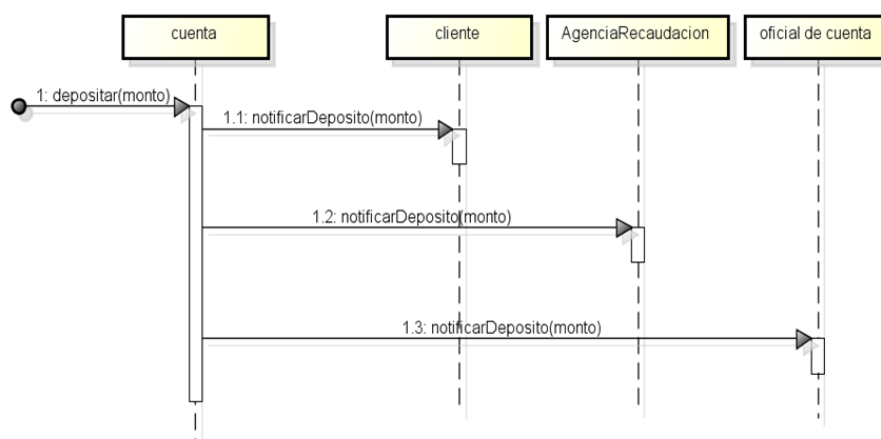 cuenta
cliente
AgenciaRecaudacion
oficial de cuenta
1: depositar(monto)
1.1: notificarDeposito(monto)
1.2: notificarDeposito(monto)
1.3: notificarDeposito(monto)